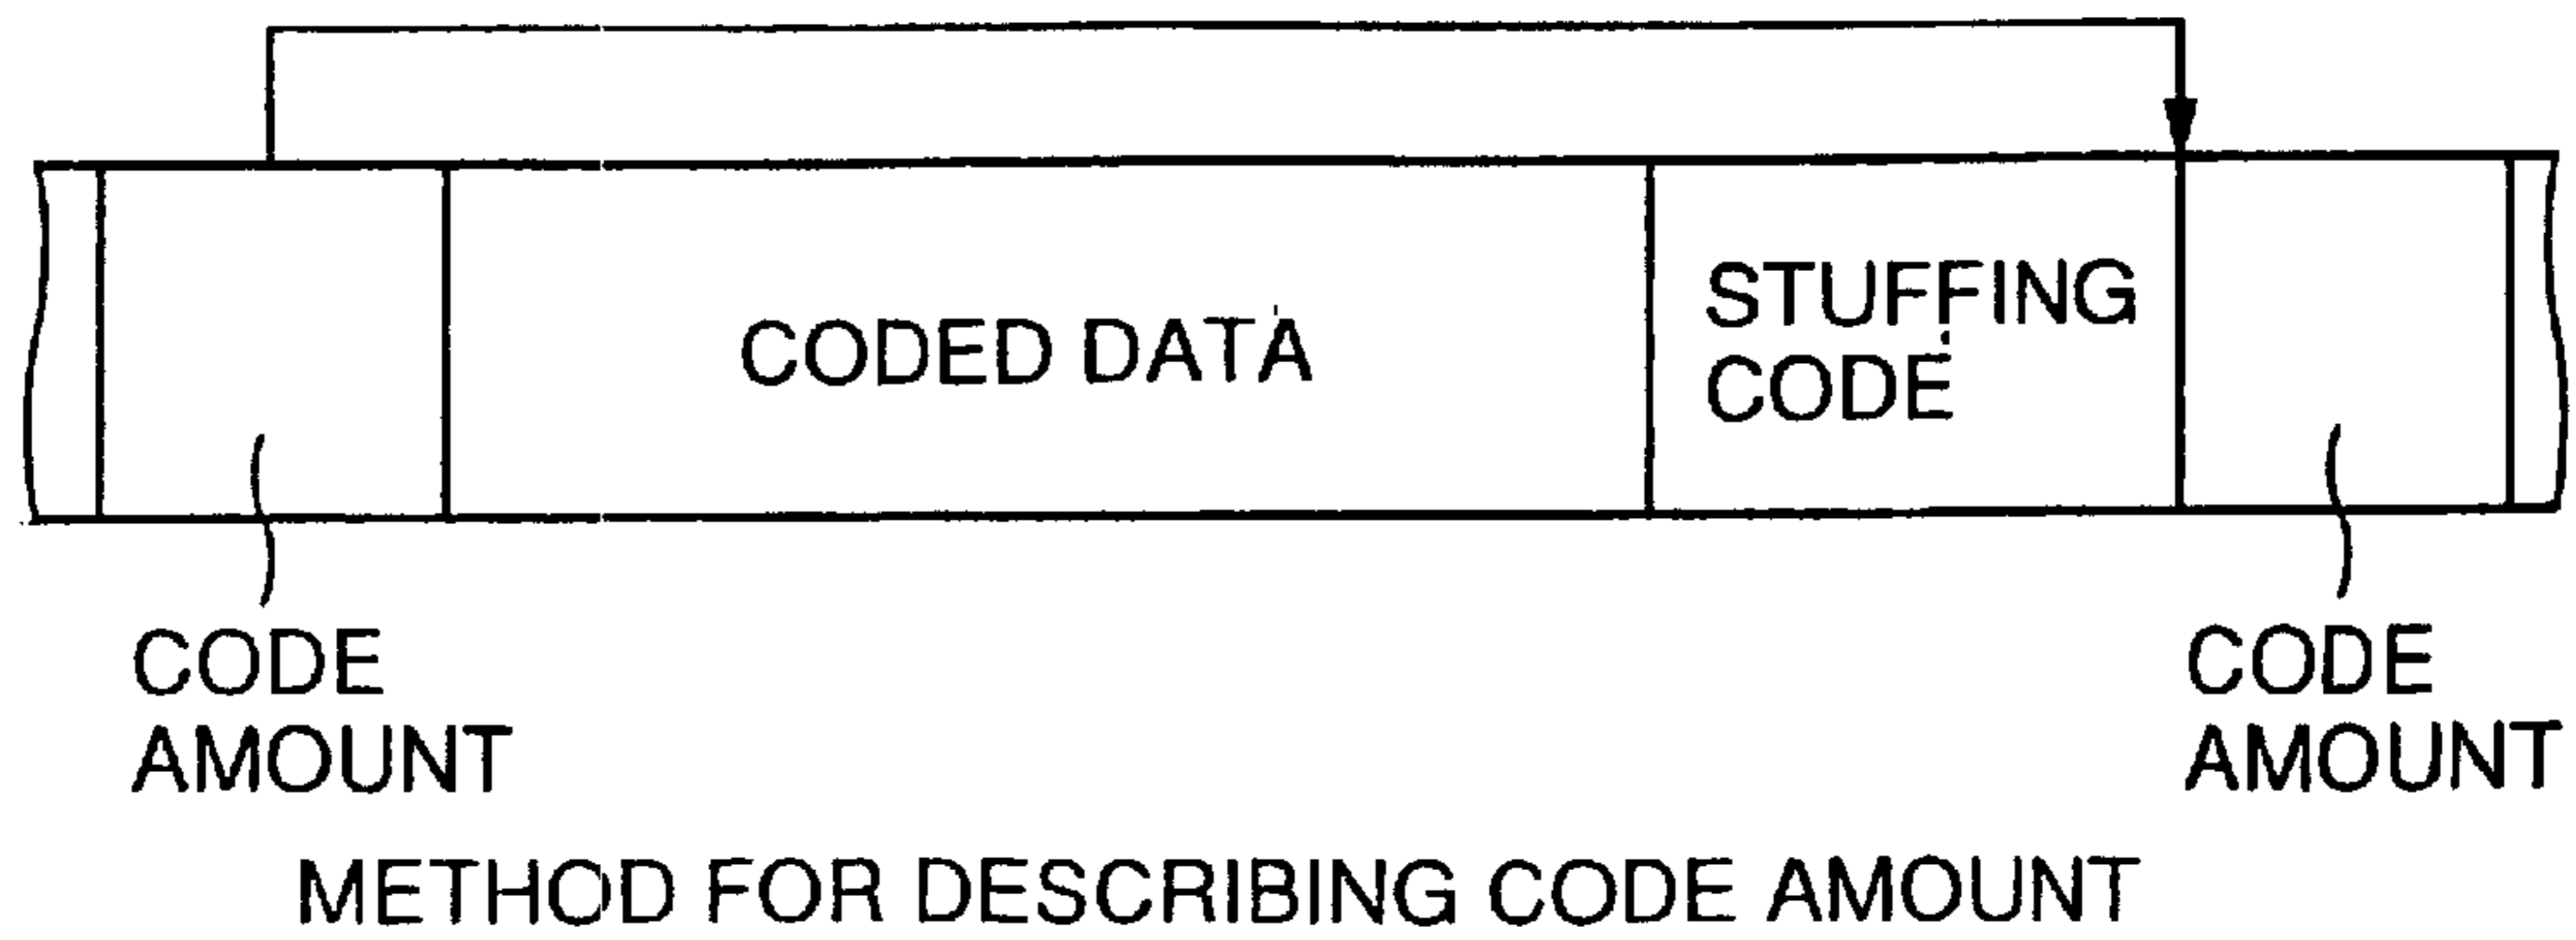 CODED DATA
STUFFING
CODE
CODE
AMOUNT
CODE
AMOUNT
METHOD FOR DESCRIBING CODE AMOUNT